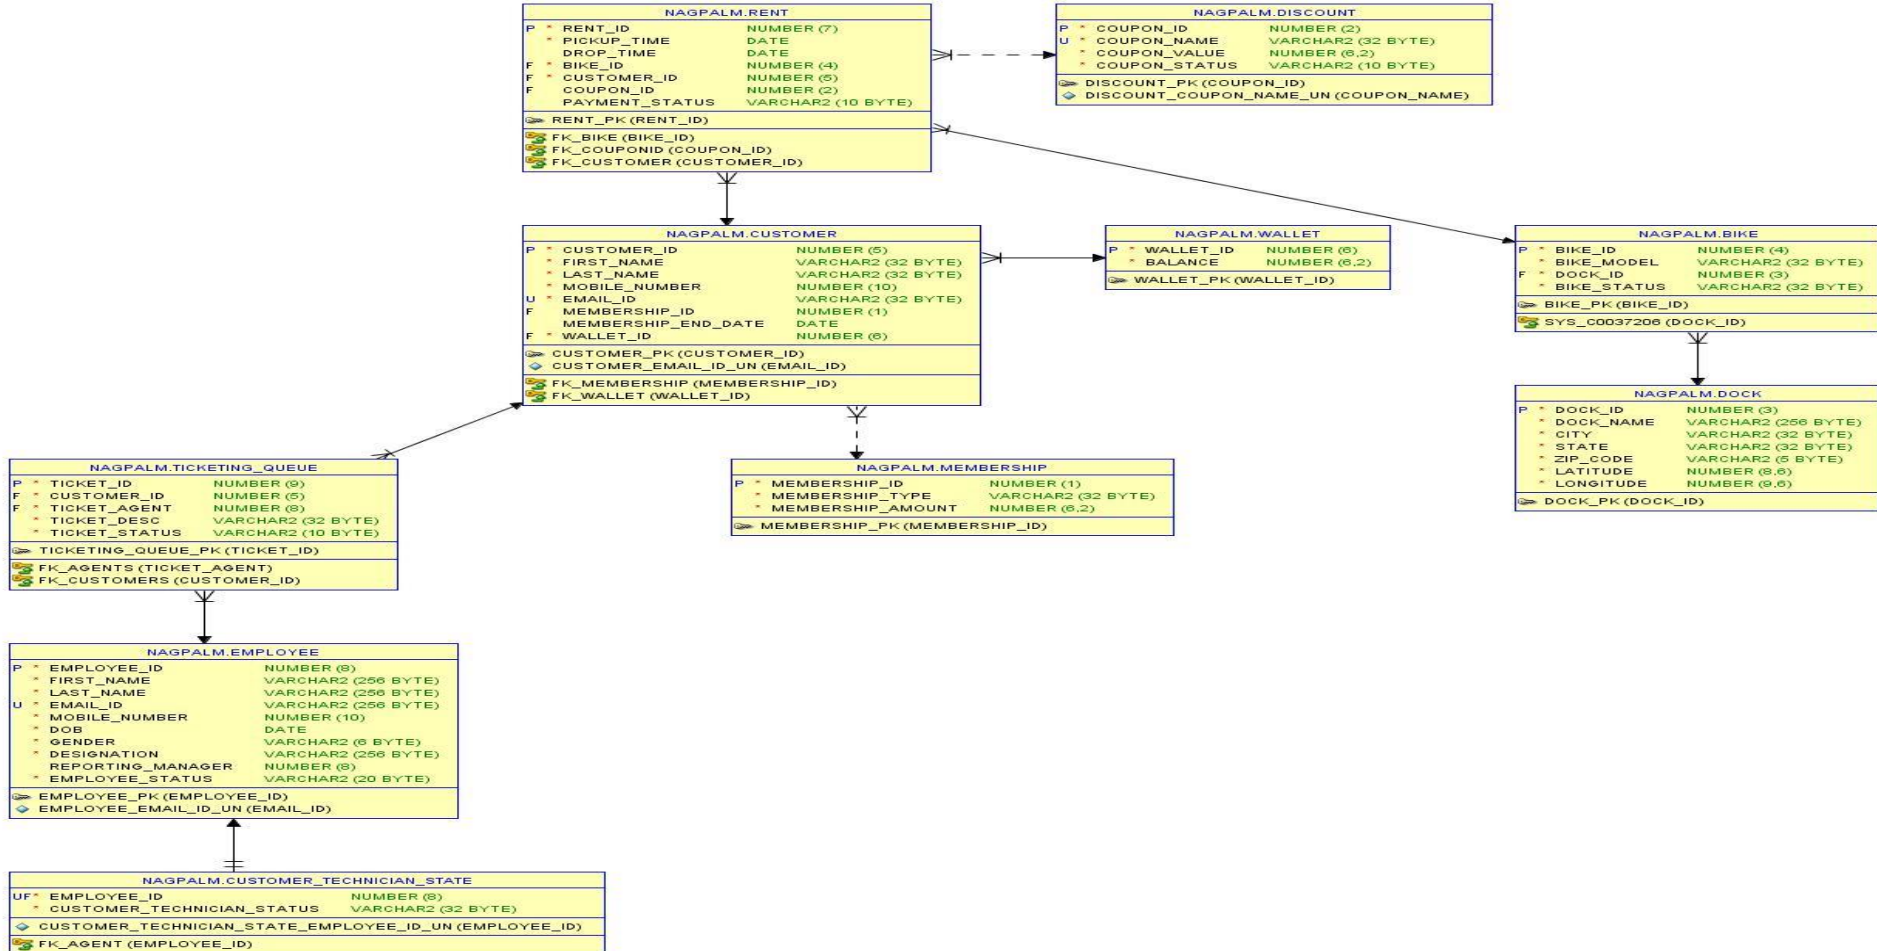 NAGPALM.RENT
P * RENT_ID NUMBER (7)
* PICKUP_TIME DATE
DROP_TIME DATE
F * BIKE_ID NUMBER (4)
F * CUSTOMER_ID NUMBER (5)
F COUPON_ID NUMBER (2)
PAYMENT_STATUS VARCHAR2 (10 BYTE)
RENT_PK (RENT_ID)
FK_BIKE (BIKE_ID)
FK_COUPONID (COUPON_ID)
FK_CUSTOMER (CUSTOMER_ID)
NAGPALM.DISCOUNT
P * COUPON_ID NUMBER (2)
U * COUPON_NAME VARCHAR2 (32 BYTE)
* COUPON_VALUE NUMBER (6,2)
* COUPON_STATUS VARCHAR2 (10 BYTE)
DISCOUNT_PK (COUPON_ID)
DISCOUNT_COUPON_NAME_UN (COUPON_NAME)
NAGPALM.CUSTOMER
P * CUSTOMER_ID NUMBER (5)
* FIRST_NAME VARCHAR2 (32 BYTE)
* LAST_NAME VARCHAR2 (32 BYTE)
* MOBILE_NUMBER NUMBER (10)
U * EMAIL_ID VARCHAR2 (32 BYTE)
F MEMBERSHIP_ID NUMBER (1)
MEMBERSHIP_END_DATE DATE
F * WALLET_ID NUMBER (6)
CUSTOMER_PK (CUSTOMER_ID)
CUSTOMER_EMAIL_ID_UN (EMAIL_ID)
FK_MEMBERSHIP (MEMBERSHIP_ID)
FK_WALLET (WALLET_ID)
NAGPALM.WALLET
P * WALLET_ID NUMBER (6)
* BALANCE NUMBER (6,2)
WALLET_PK (WALLET_ID)
NAGPALM.BIKE
P * BIKE_ID NUMBER (4)
* BIKE_MODEL VARCHAR2 (32 BYTE)
F * DOCK_ID NUMBER (3)
* BIKE_STATUS VARCHAR2 (32 BYTE)
BIKE_PK (BIKE_ID)
SYS_C0037206 (DOCK_ID)
NAGPALM.DOCK
P * DOCK_ID NUMBER (3)
* DOCK_NAME VARCHAR2 (256 BYTE)
* CITY VARCHAR2 (32 BYTE)
* STATE VARCHAR2 (32 BYTE)
* ZIP_CODE VARCHAR2 (5 BYTE)
* LATITUDE NUMBER (8,6)
* LONGITUDE NUMBER (9,6)
DOCK_PK (DOCK_ID)
NAGPALM.TICKETING_QUEUE
P * TICKET_ID NUMBER (9)
F * CUSTOMER_ID NUMBER (5)
F * TICKET_AGENT NUMBER (8)
* TICKET_DESC VARCHAR2 (32 BYTE)
* TICKET_STATUS VARCHAR2 (10 BYTE)
TICKETING_QUEUE_PK (TICKET_ID)
FK_AGENTS (TICKET_AGENT)
FK_CUSTOMERS (CUSTOMER_ID)
NAGPALM.MEMBERSHIP
P * MEMBERSHIP_ID NUMBER (1)
* MEMBERSHIP_TYPE VARCHAR2 (32 BYTE)
* MEMBERSHIP_AMOUNT NUMBER (6,2)
MEMBERSHIP_PK (MEMBERSHIP_ID)
NAGPALM.EMPLOYEE
P * EMPLOYEE_ID NUMBER (8)
* FIRST_NAME VARCHAR2 (256 BYTE)
* LAST_NAME VARCHAR2 (256 BYTE)
U * EMAIL_ID VARCHAR2 (256 BYTE)
* MOBILE_NUMBER NUMBER (10)
* DOB DATE
* GENDER VARCHAR2 (6 BYTE)
* DESIGNATION VARCHAR2 (256 BYTE)
REPORTING_MANAGER NUMBER (8)
* EMPLOYEE_STATUS VARCHAR2 (20 BYTE)
EMPLOYEE_PK (EMPLOYEE_ID)
EMPLOYEE_EMAIL_ID_UN (EMAIL_ID)
NAGPALM.CUSTOMER_TECHNICIAN_STATE
UF * EMPLOYEE_ID NUMBER (8)
* CUSTOMER_TECHNICIAN_STATUS VARCHAR2 (32 BYTE)
CUSTOMER_TECHNICIAN_STATE_EMPLOYEE_ID_UN (EMPLOYEE_ID)
FK_AGENT (EMPLOYEE_ID)